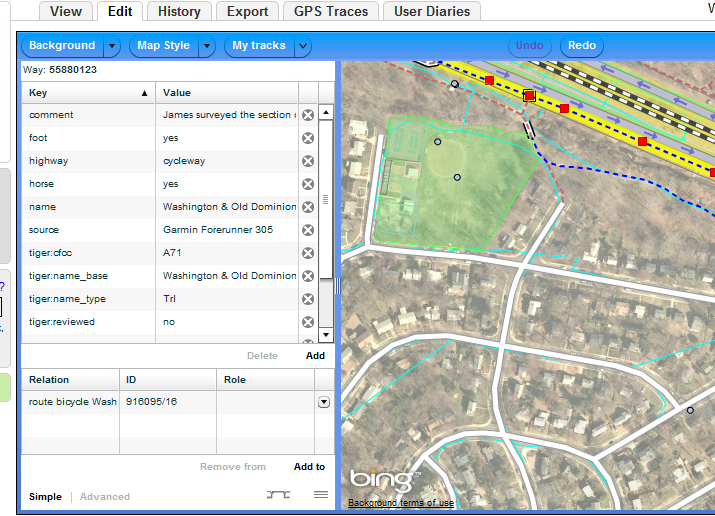 View Edit History Export GPS Traces User Diaries
Background Map Style My tracks Undo Redo
Way: 55880123
Key Value
comment James surveyed the section
foot yes
highway cycleway
horse yes
name Washington & Old Dominion
source Garmin Forerunner 305
tiger:cfcc A71
tiger:name_base Washington & Old Dominion
tiger:name_type Trl
tiger:reviewed no
Delete Add
Relation ID Role
route bicycle Wash 916095/16
Remove from Add to
Simple Advanced
bing
Background terms of use